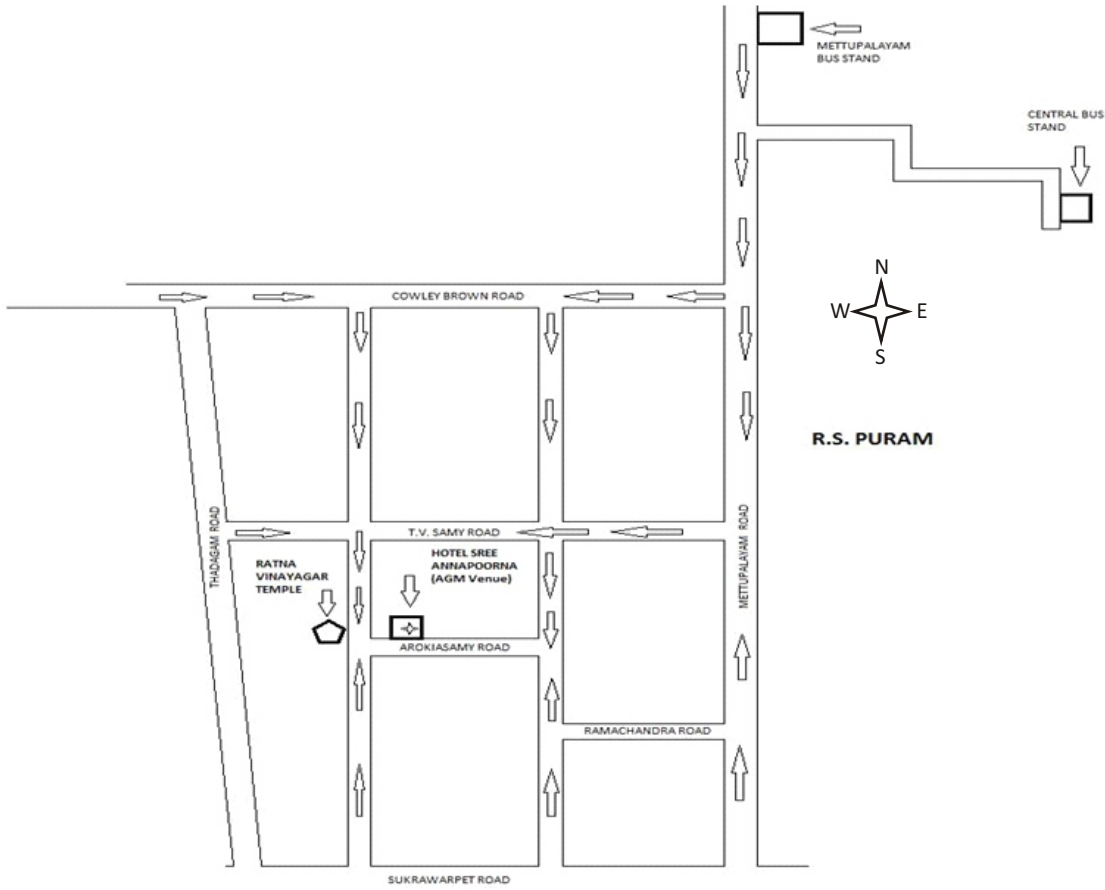 METTUPALAYAM
BUS STAND
CENTRAL BUS
STAND
COWLEY BROWN ROAD
N
W
E
S
R.S. PURAM
THADAGAM ROAD
T.V. SAMY ROAD
METTUPALAYAM ROAD
RATNA
VINAYAGAR
TEMPLE
HOTEL SREE
ANNAPOORNA
(AGM Venue)
AROKIASAMY ROAD
RAMACHANDRA ROAD
SUKRAWARPET ROAD